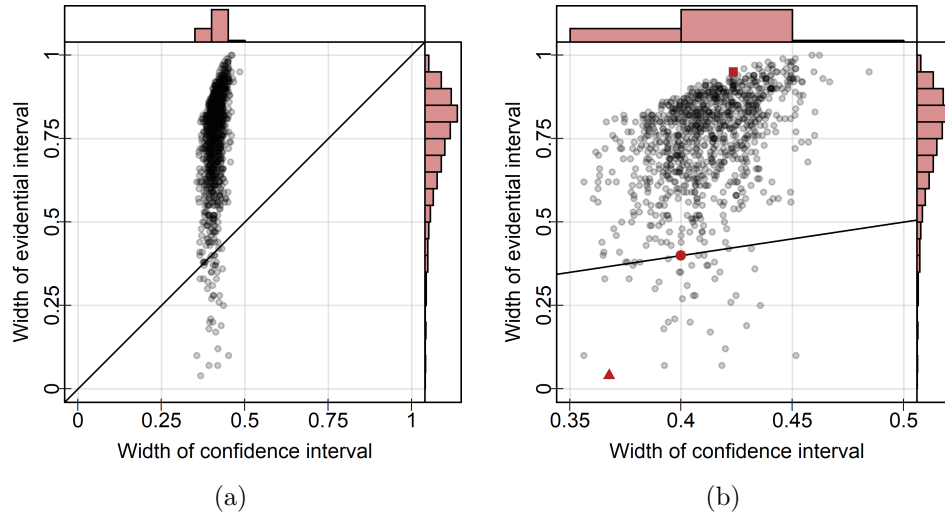 Width of evidential interval
0 0.25 0.5 0.75 1
0 0.25 0.5 0.75 1
Width of confidence interval
(a)
Width of evidential interval
0 0.25 0.5 0.75 1
0.35 0.4 0.45 0.5
Width of confidence interval
(b)